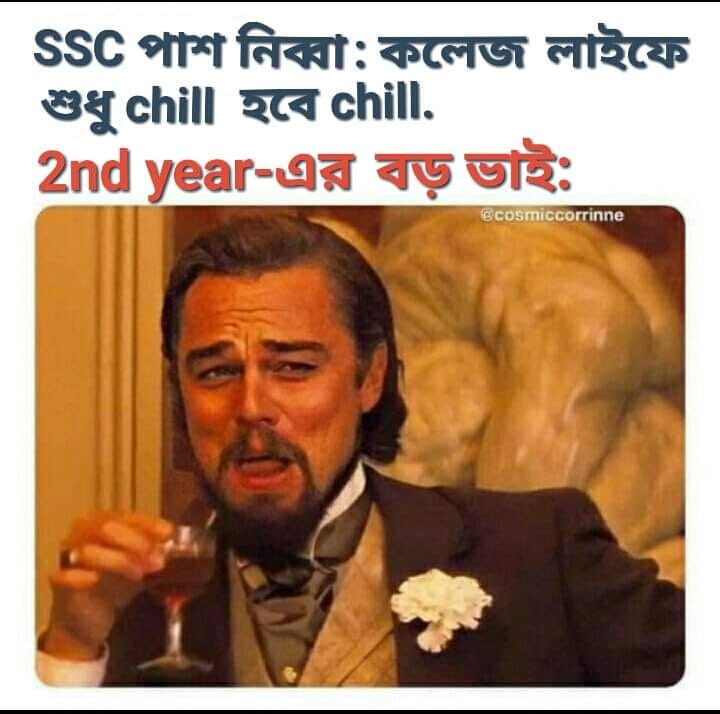 SSC পাশ নিব্বা: কলেজ লাইফে
শুধু chill হবে chill.
2nd year-এর বড় ভাই:
@cosmiccorrinne